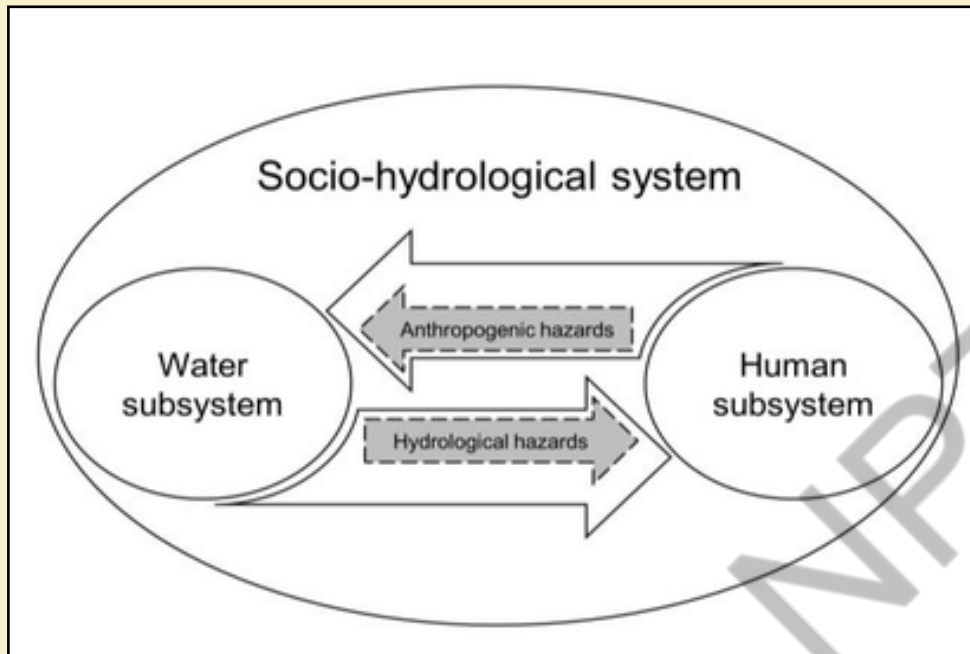 Socio-hydrological system
Anthropogenic hazards
Water
subsystem
Human
subsystem
Hydrological hazards